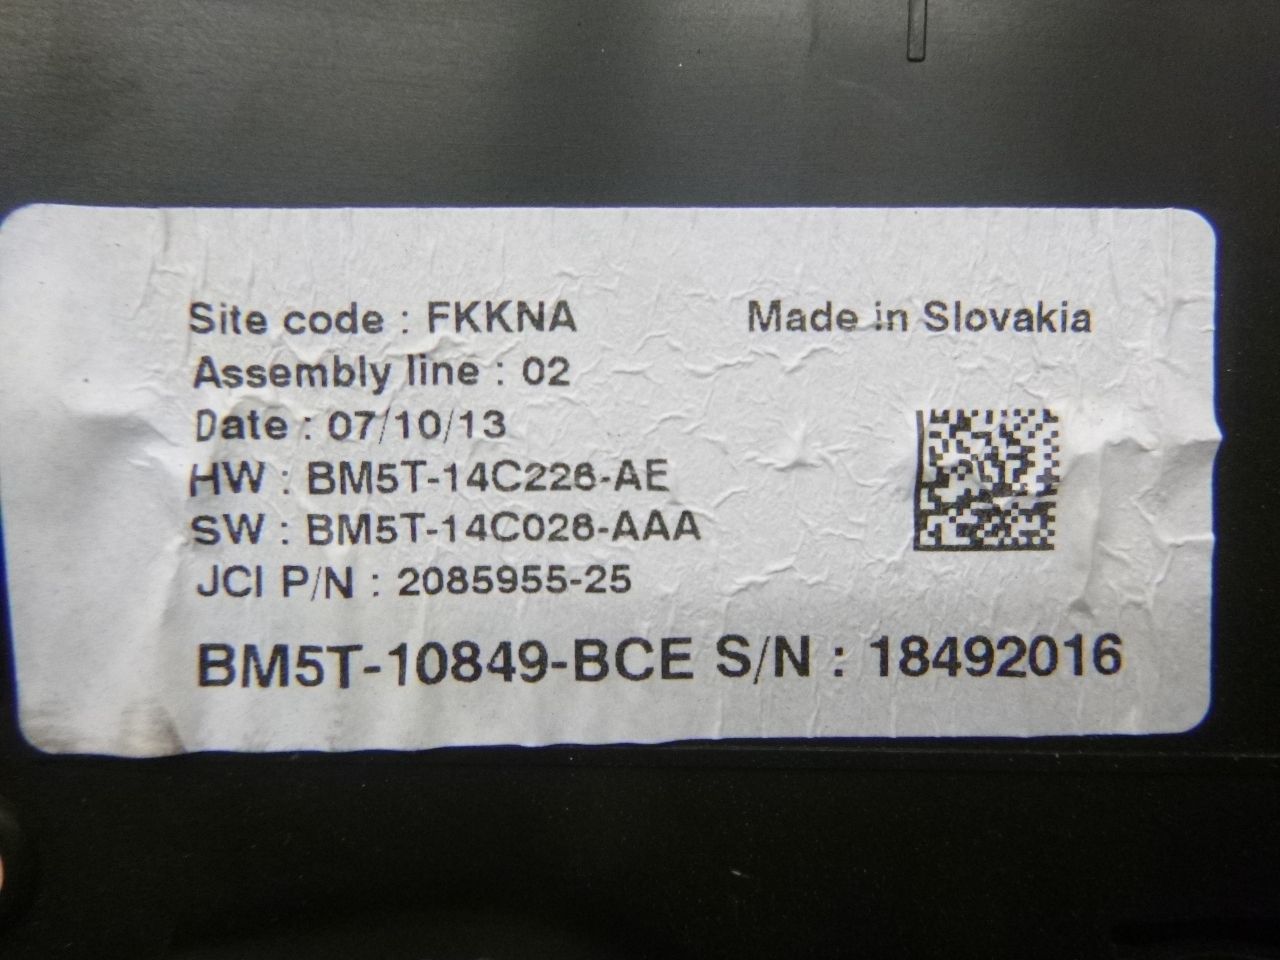 Site code : FKKNA
Made in Slovakia
Assembly line : 02
Date : 07/10/13
HW : BM5T-14C226-AE
SW : BM5T-14C026-AAA
JCI P/N : 2085955-25
BM5T-10849-BCE S/N : 18492016